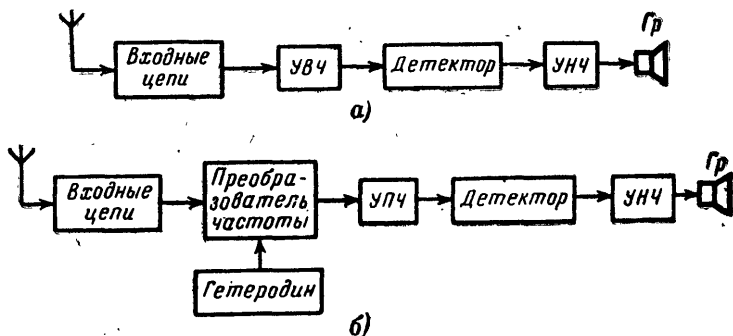 Гр
Входные
цепи
УВЧ
Детектор
УНЧ
а)
Гр
Входные
цепи
Преобра-
зователь
частоты
УПЧ
Детектор
УНЧ
Гетеродин
б)